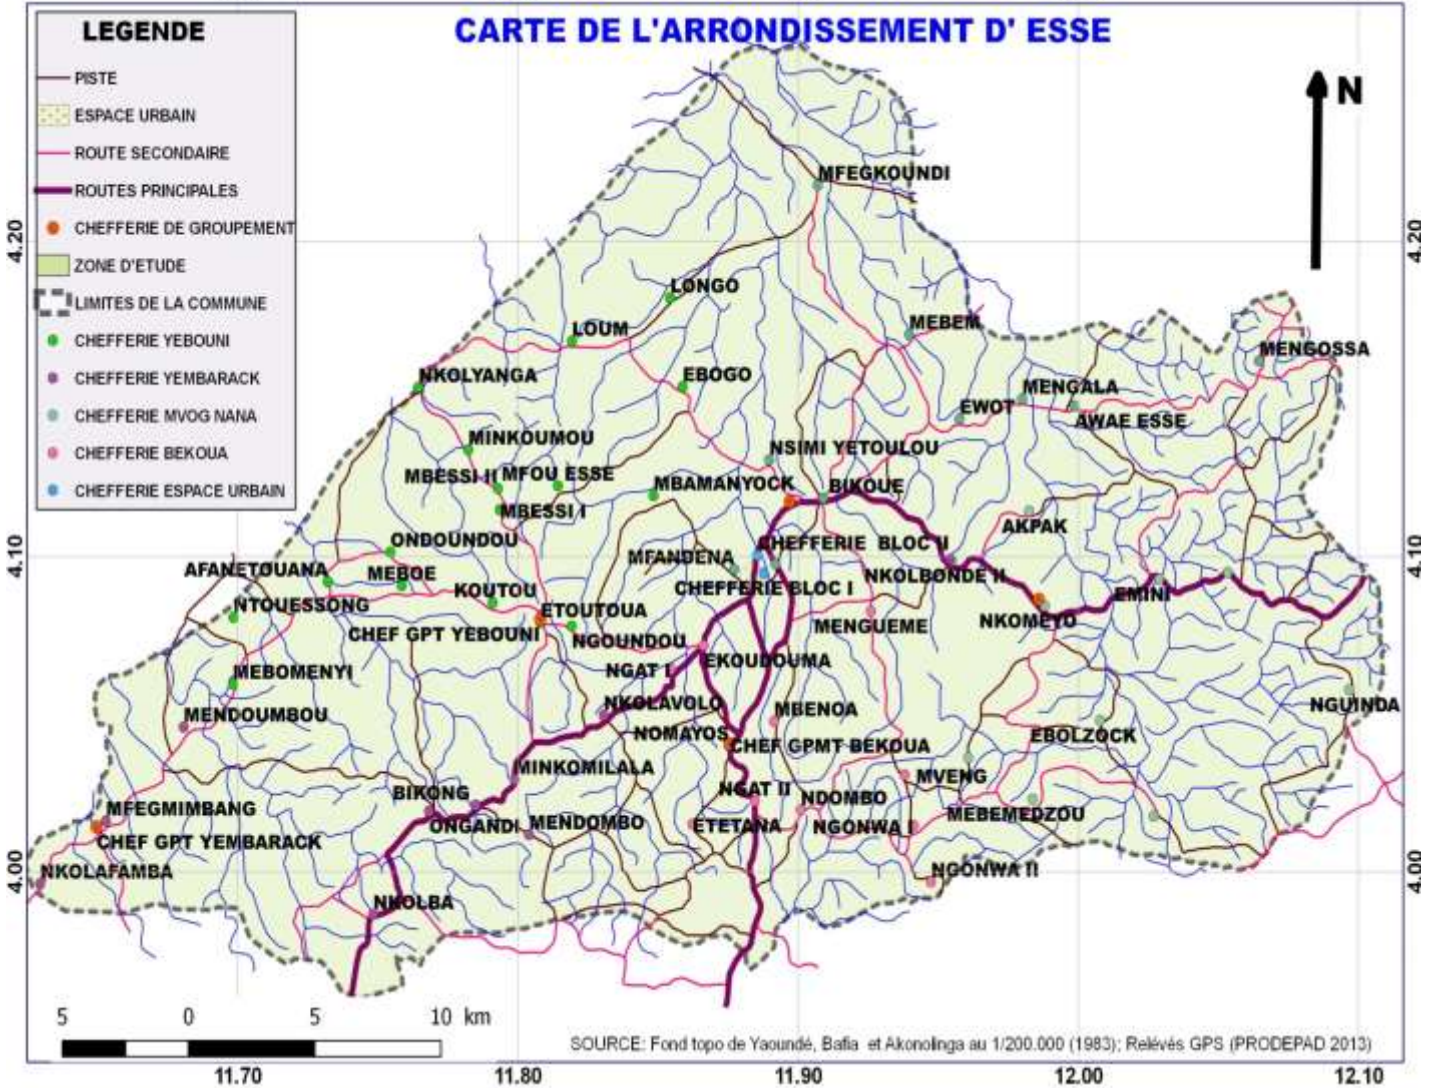 LEGENDE
PISTE
ESPACE URBAIN
ROUTE SECONDAIRE
ROUTES PRINCIPALES
CHEFFERIE DE GROUPEMENT
ZONE D'ETUDE
LIMITES DE LA COMMUNE
CHEFFERIE YEBOUNI
CHEFFERIE YEMBARACK
CHEFFERIE MVOG NANA
CHEFFERIE BEKOUA
CHEFFERIE ESPACE URBAIN
CARTE DE L'ARRONDISSEMENT D' ESSE
N
MFEGKOUNDI
4.20
4.20
LONGO
LOUM
MEBEM
MENGOSSA
NKOLYANGA
EBOGO
MENGALA
EWOT
AWAE ESSE
MINKOUMOU
NSIMI YETOULOU
MBESSI II
MFOU ESSE
MBAMANYOCK
BIKOUE
MBESSI I
AKPAK
ONDOUNDOU
CHEFFERIE BLOC II
4.10
4.10
MFANDENA
AFANETOUANA
MEBOE
NKOLBONDE II
KOUTOU
CHEFFERIE BLOC I
EMINI
NTOUESSONG
ETOUTOUA
NKOMEYO
CHEF GPT YEBOUNI
MENGUEME
NGOUNDOU
NGAT I
EKOUDOUMA
MEBOMENYI
NKOLAVOLO
NGUINDA
MENDOUMBOU
MBENOA
NOMAYOS
EBOLZOCK
CHEF GPMT BEKOUA
MINKOMILALA
MVENG
BIKONG
NGAT II
NDOMBO
MFEGMIMBANG
MEBEMEDZOU
ONGANDI
MENDOMBO
ETETANA
NGONWA I
CHEF GPT YEMBARACK
4.00
4.00
NKOLAFAMBA
NGONWA II
NKOLBA
5 0 5 10 km
SOURCE: Fond topo de Yaoundé, Bafia et Akonolinga au 1/200.000 (1983); Relevés GPS (PRODEPAD 2013)
11.70 11.80 11.90 12.00 12.10